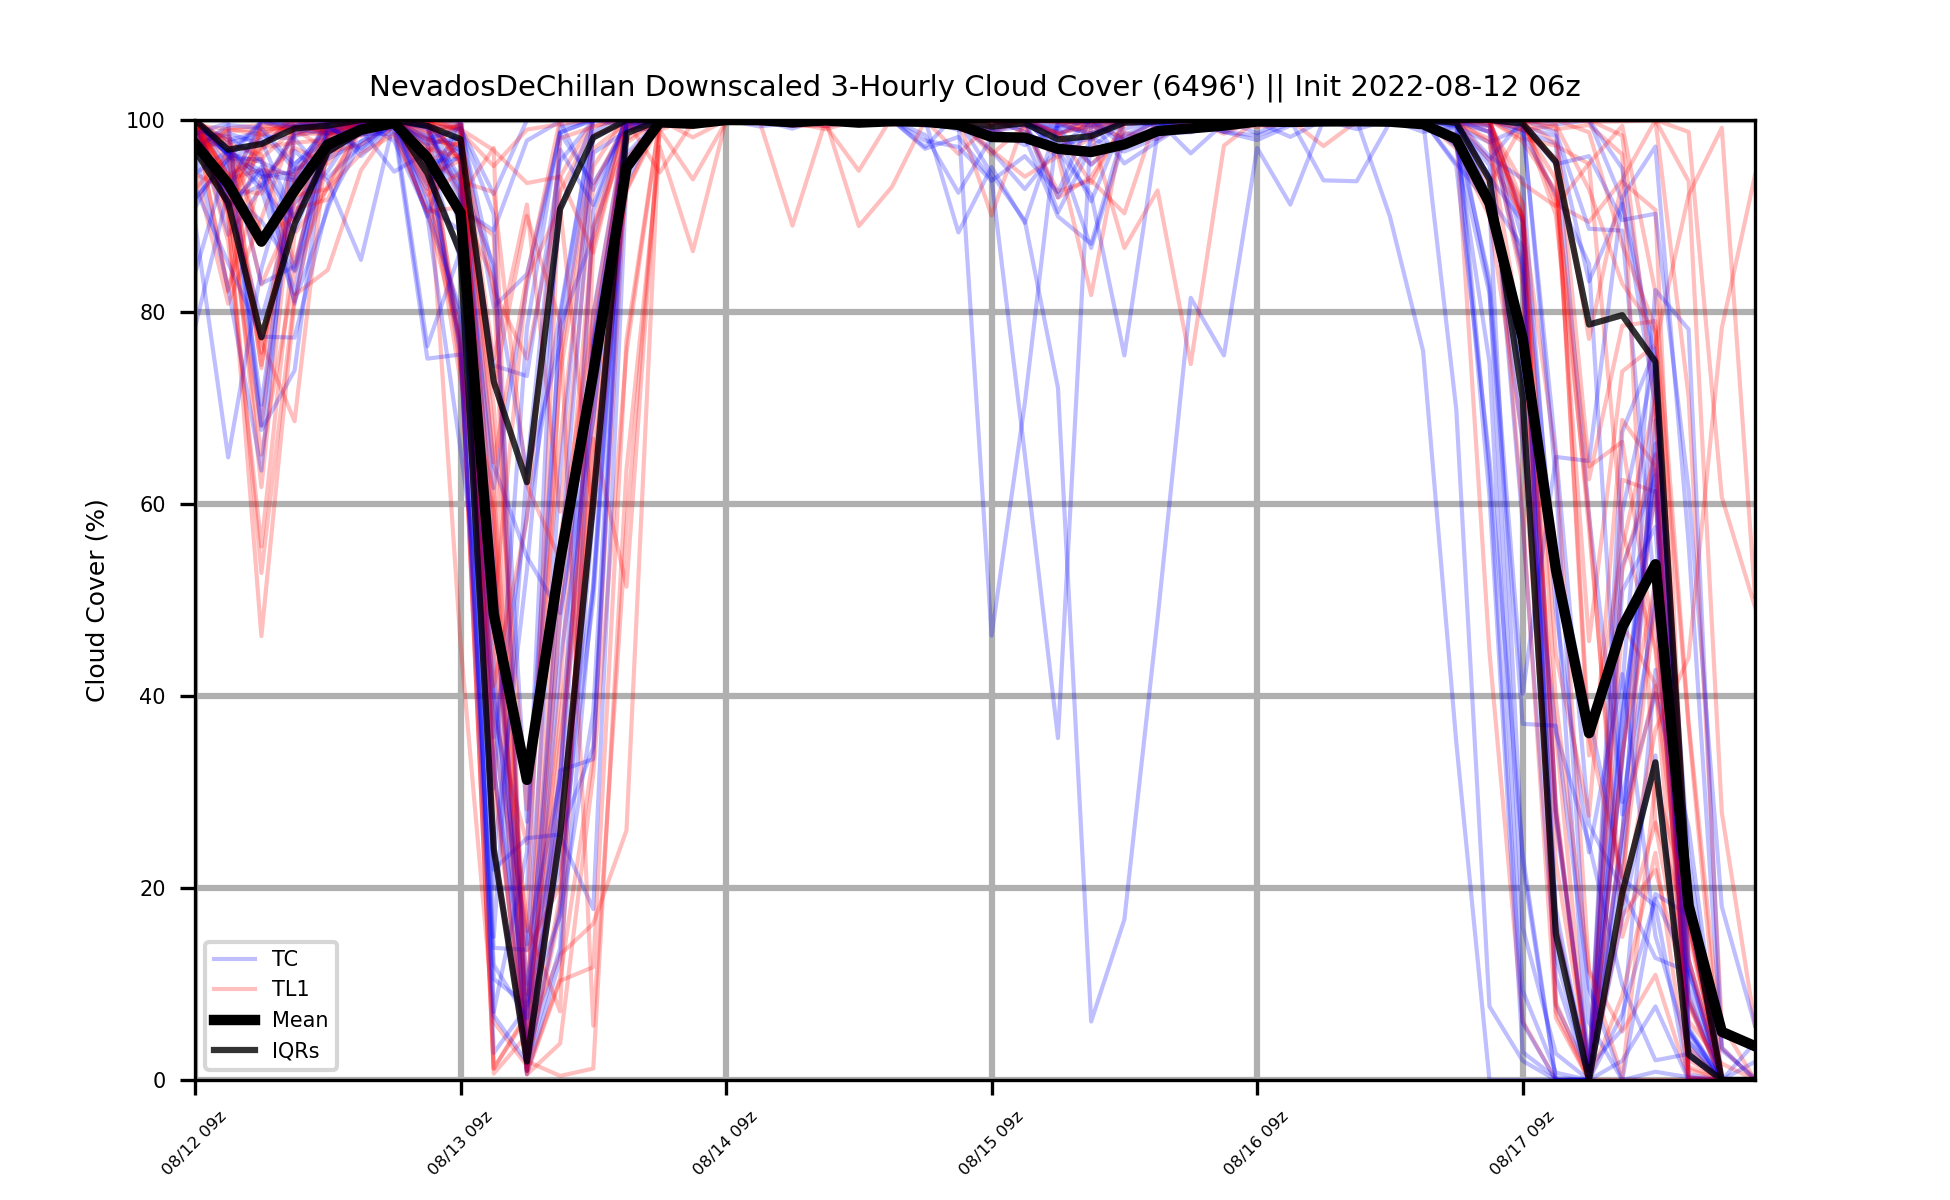 NevadosDeChillan Downscaled 3-Hourly Cloud Cover (6496') || Init 2022-08-12 06z
Cloud Cover (%)
100
80
60
40
20
0
TC
TL1
Mean
IQRs
08/12 09z
08/13 09z
08/14 09z
08/15 09z
08/16 09z
08/17 09z